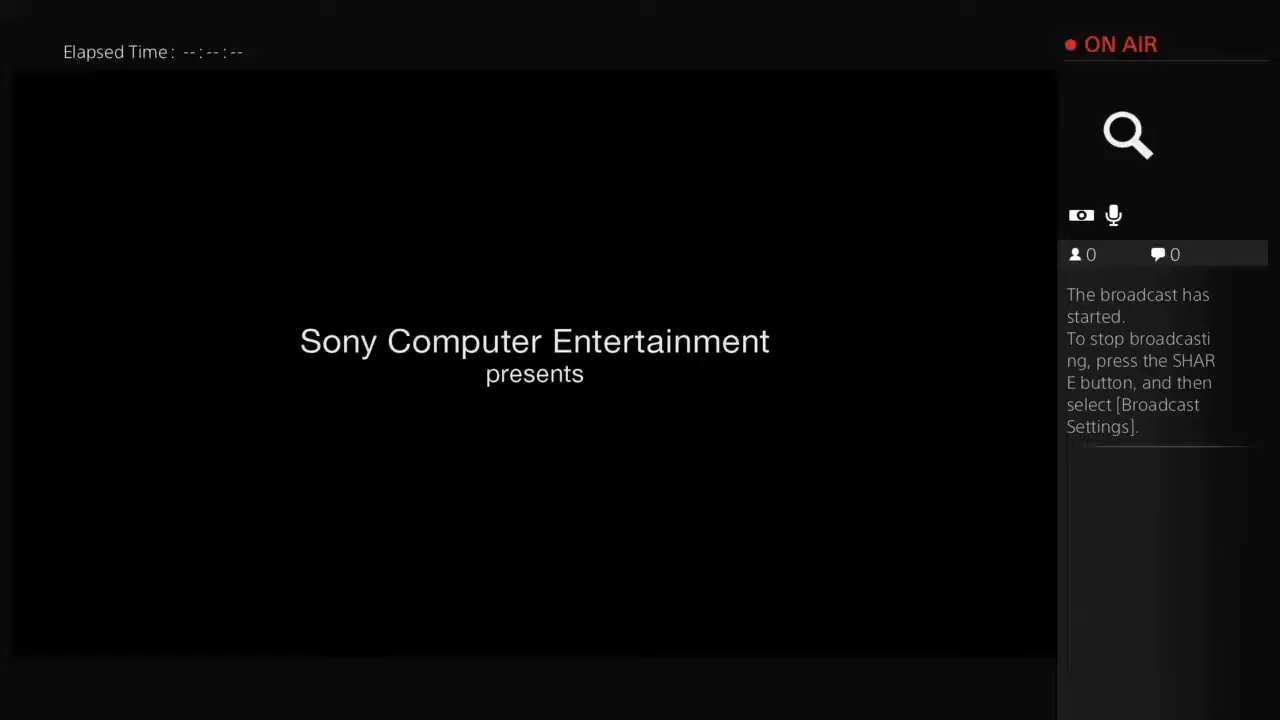 Elapsed Time : -- : -- : --
ON AIR
0 0
The broadcast has
started.
To stop broadcasti
ng, press the SHAR
E button, and then
select [Broadcast
Settings].
Sony Computer Entertainment
presents